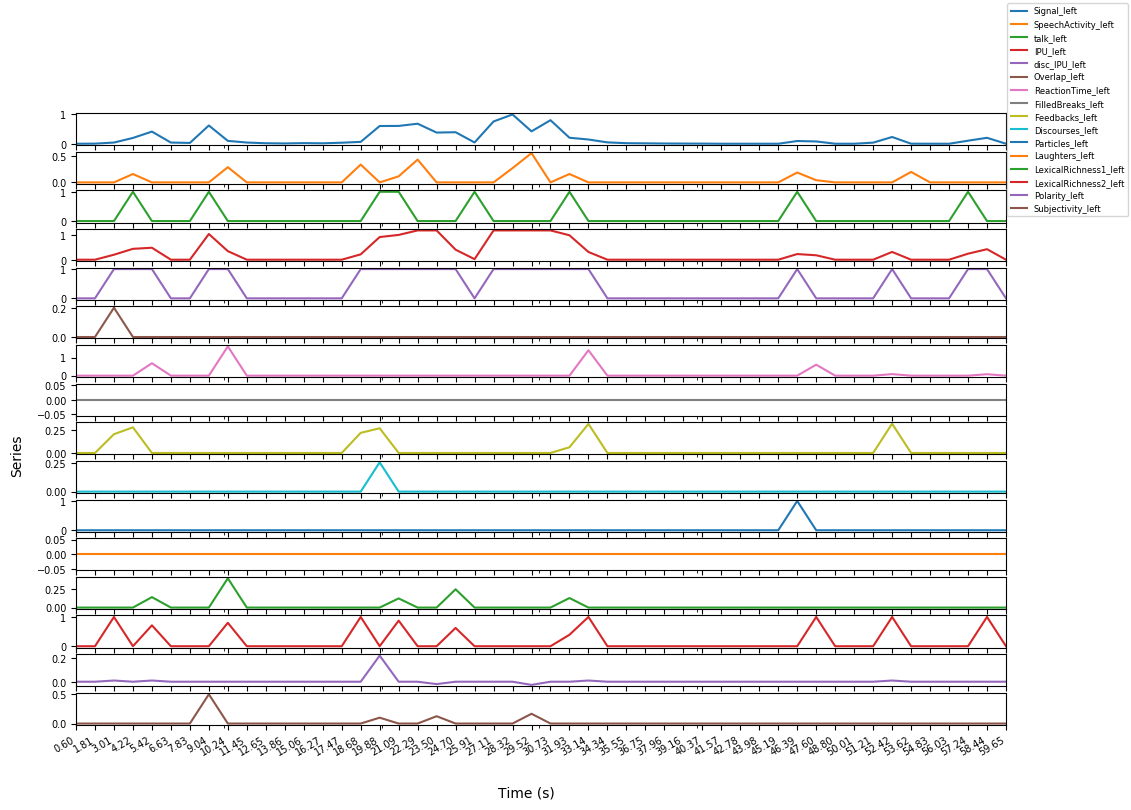 Signal_left
SpeechActivity_left
talk_left
IPU_left
disc_IPU_left
Overlap_left
ReactionTime_left
FilledBreaks_left
Feedbacks_left
Discourses_left
Particles_left
Laughters_left
LexicalRichness1_left
LexicalRichness2_left
Polarity_left
Subjectivity_left
1
0
0.5
0.0
1
0
1
0
1
0
0.2
0.0
1
0
0.05
0.00
−0.05
0.25
0.00
0.25
0.00
1
0
0.05
0.00
−0.05
0.25
0.00
1
0
0.2
0.0
0.5
0.0
Series
0.60 1.81 3.01 4.22 5.42 6.63 7.83 9.04 10.24 11.45 12.65 13.86 15.06 16.27 17.47 18.68 19.88 21.09 22.29 23.50 24.70 25.91 27.11 28.32 29.52 30.73 31.93 33.14 34.34 35.55 36.75 37.96 39.16 40.37 41.57 42.78 43.98 45.19 46.39 47.60 48.80 50.01 51.21 52.42 53.62 54.83 56.03 57.24 58.44 59.65
Time (s)